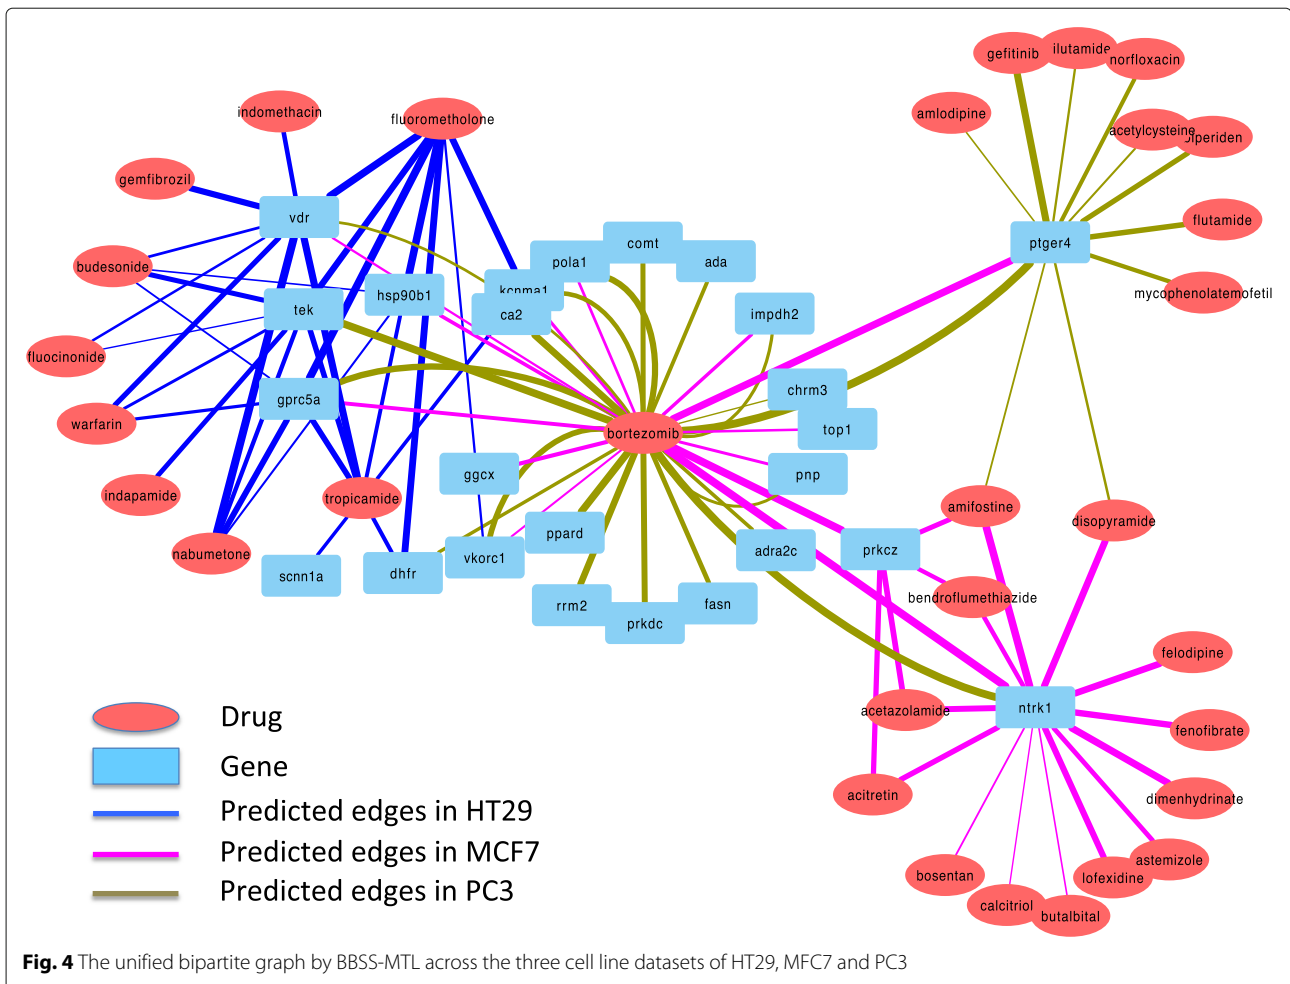 gefitinib
ilutamide
norfloxacin
amlodipine
acetylcysteine
iperiden
flutamide
mycophenolatemofetil
ptger4
indomethacin
fluorometholone
gemfibrozil
vdr
budesonide
tek
hsp90b1
kcnma1
ca2
pola1
comt
ada
impdh2
fluocinonide
gprc5a
warfarin
chrm3
top1
bortezomib
pnp
indapamide
tropicamide
ggcx
nabumetone
scnn1a
dhfr
vkorc1
ppard
adra2c
prkcz
amifostine
disopyramide
rrm2
prkdc
fasn
bendroflumethiazide
felodipine
ntrk1
acetazolamide
fenofibrate
acitretin
dimenhydrinate
astemizole
lofexidine
bosentan
calcitriol
butalbital
Drug
Gene
Predicted edges in HT29
Predicted edges in MCF7
Predicted edges in PC3
Fig. 4 The unified bipartite graph by BBSS-MTL across the three cell line datasets of HT29, MFC7 and PC3